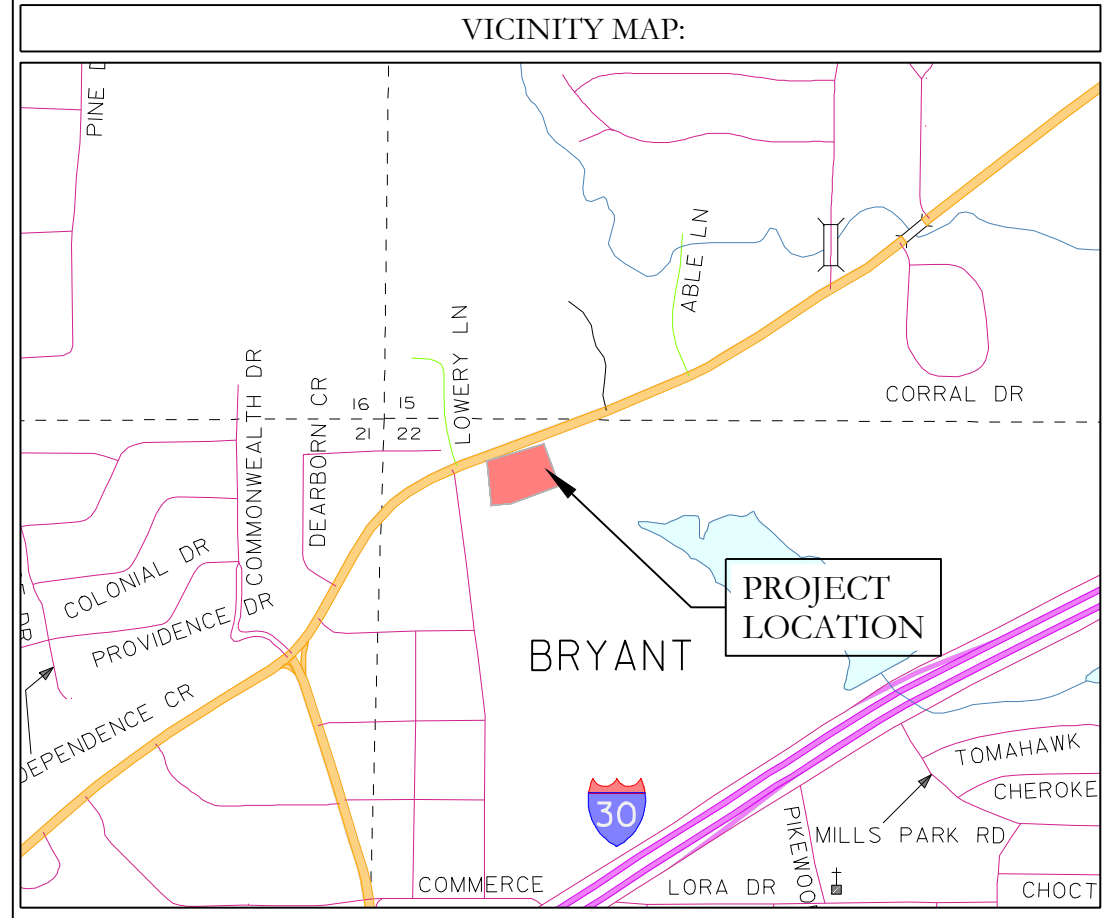 VICINITY MAP:
PINE D
ABLE LN
LOWERY LN
CORRAL DR
COMMONWEALTH DR
DEARBORN CR
16 15
21 22
COLONIAL DR
PROVIDENCE DR
PROJECT
LOCATION
BRYANT
DEPENDENCE CR
30
TOMAHAWK
CHEROKE
PIKEWOO
MILLS PARK RD
COMMERCE
LORA DR
CHOCT